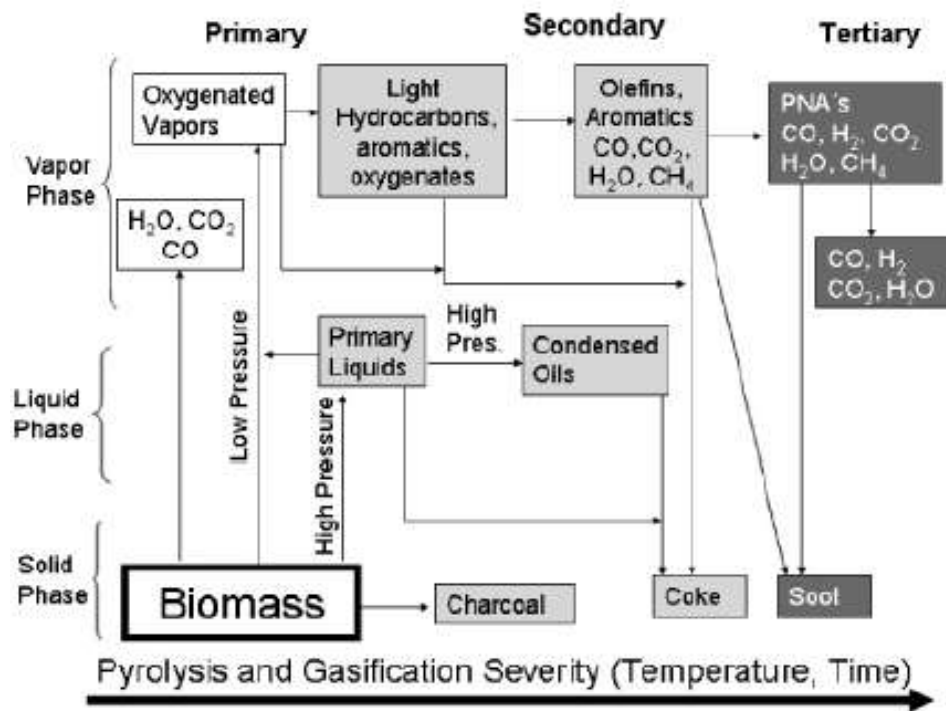 Primary
Secondary
Tertiary
Vapor
Phase
Oxygenated
Vapors
Light
Hydrocarbons,
aromatics,
oxygenates
Olefins,
Aromatics
CO,CO₂,
H₂O, CH₄
PNA's
CO, H₂, CO₂
H₂O, CH₄
H₂O, CO₂
CO
CO, H₂
CO₂, H₂O
Liquid
Phase
Low Pressure
High Pressure
Primary
Liquids
High
Pres.
Condensed
Oils
Solid
Phase
Biomass
Charcoal
Coke
Soot
Pyrolysis and Gasification Severity (Temperature, Time)